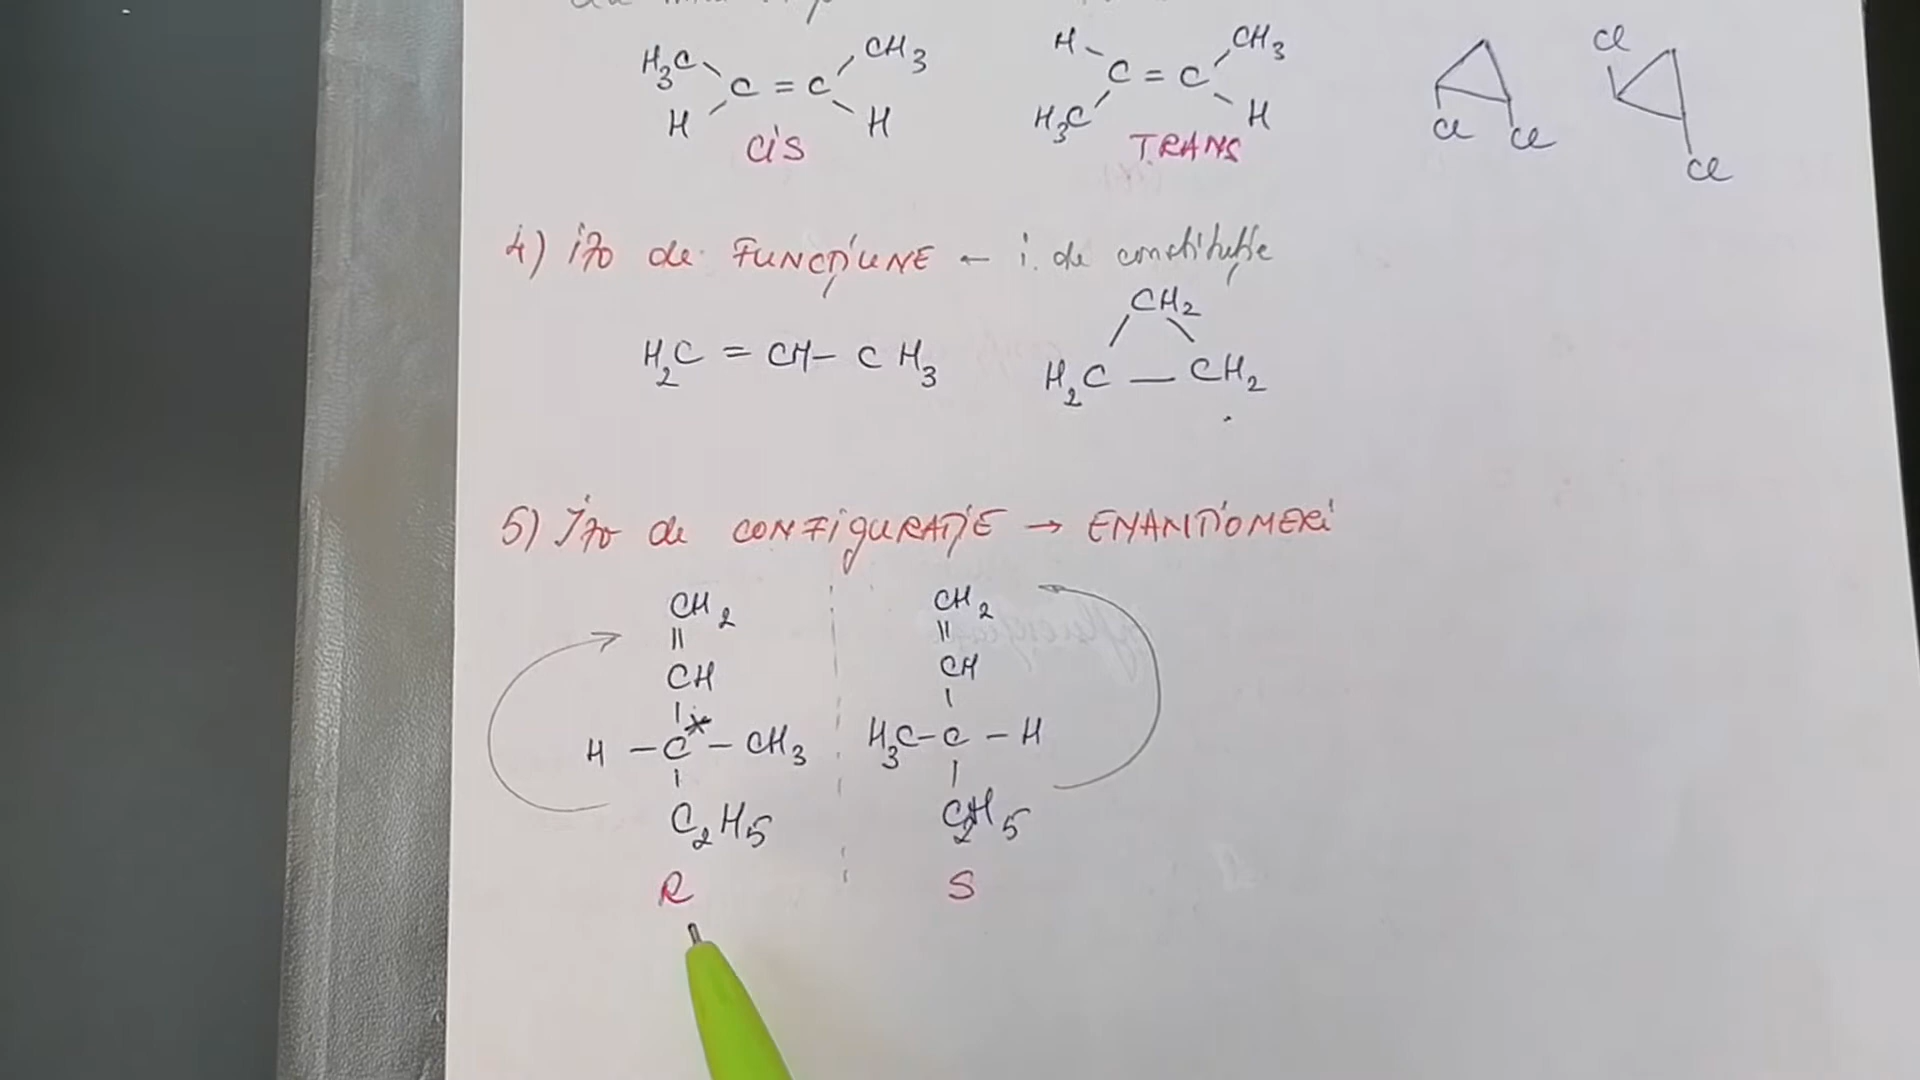 H3C CH3
C = C
H H
CIS
H CH3
C = C
H3C H
TRANS
Cl Cl
Cl
Cl
4) izo de FUNCȚIUNE ← i. de constituție
H2C = CH – CH3
CH2
H2C — CH2
5) Izo de CONFIGURAȚIE → ENANTIOMERI
CH2
||
CH
|
H – C* – CH3
|
C2H5
R
CH2
||
CH
|
H3C – C – H
|
C2H5
S